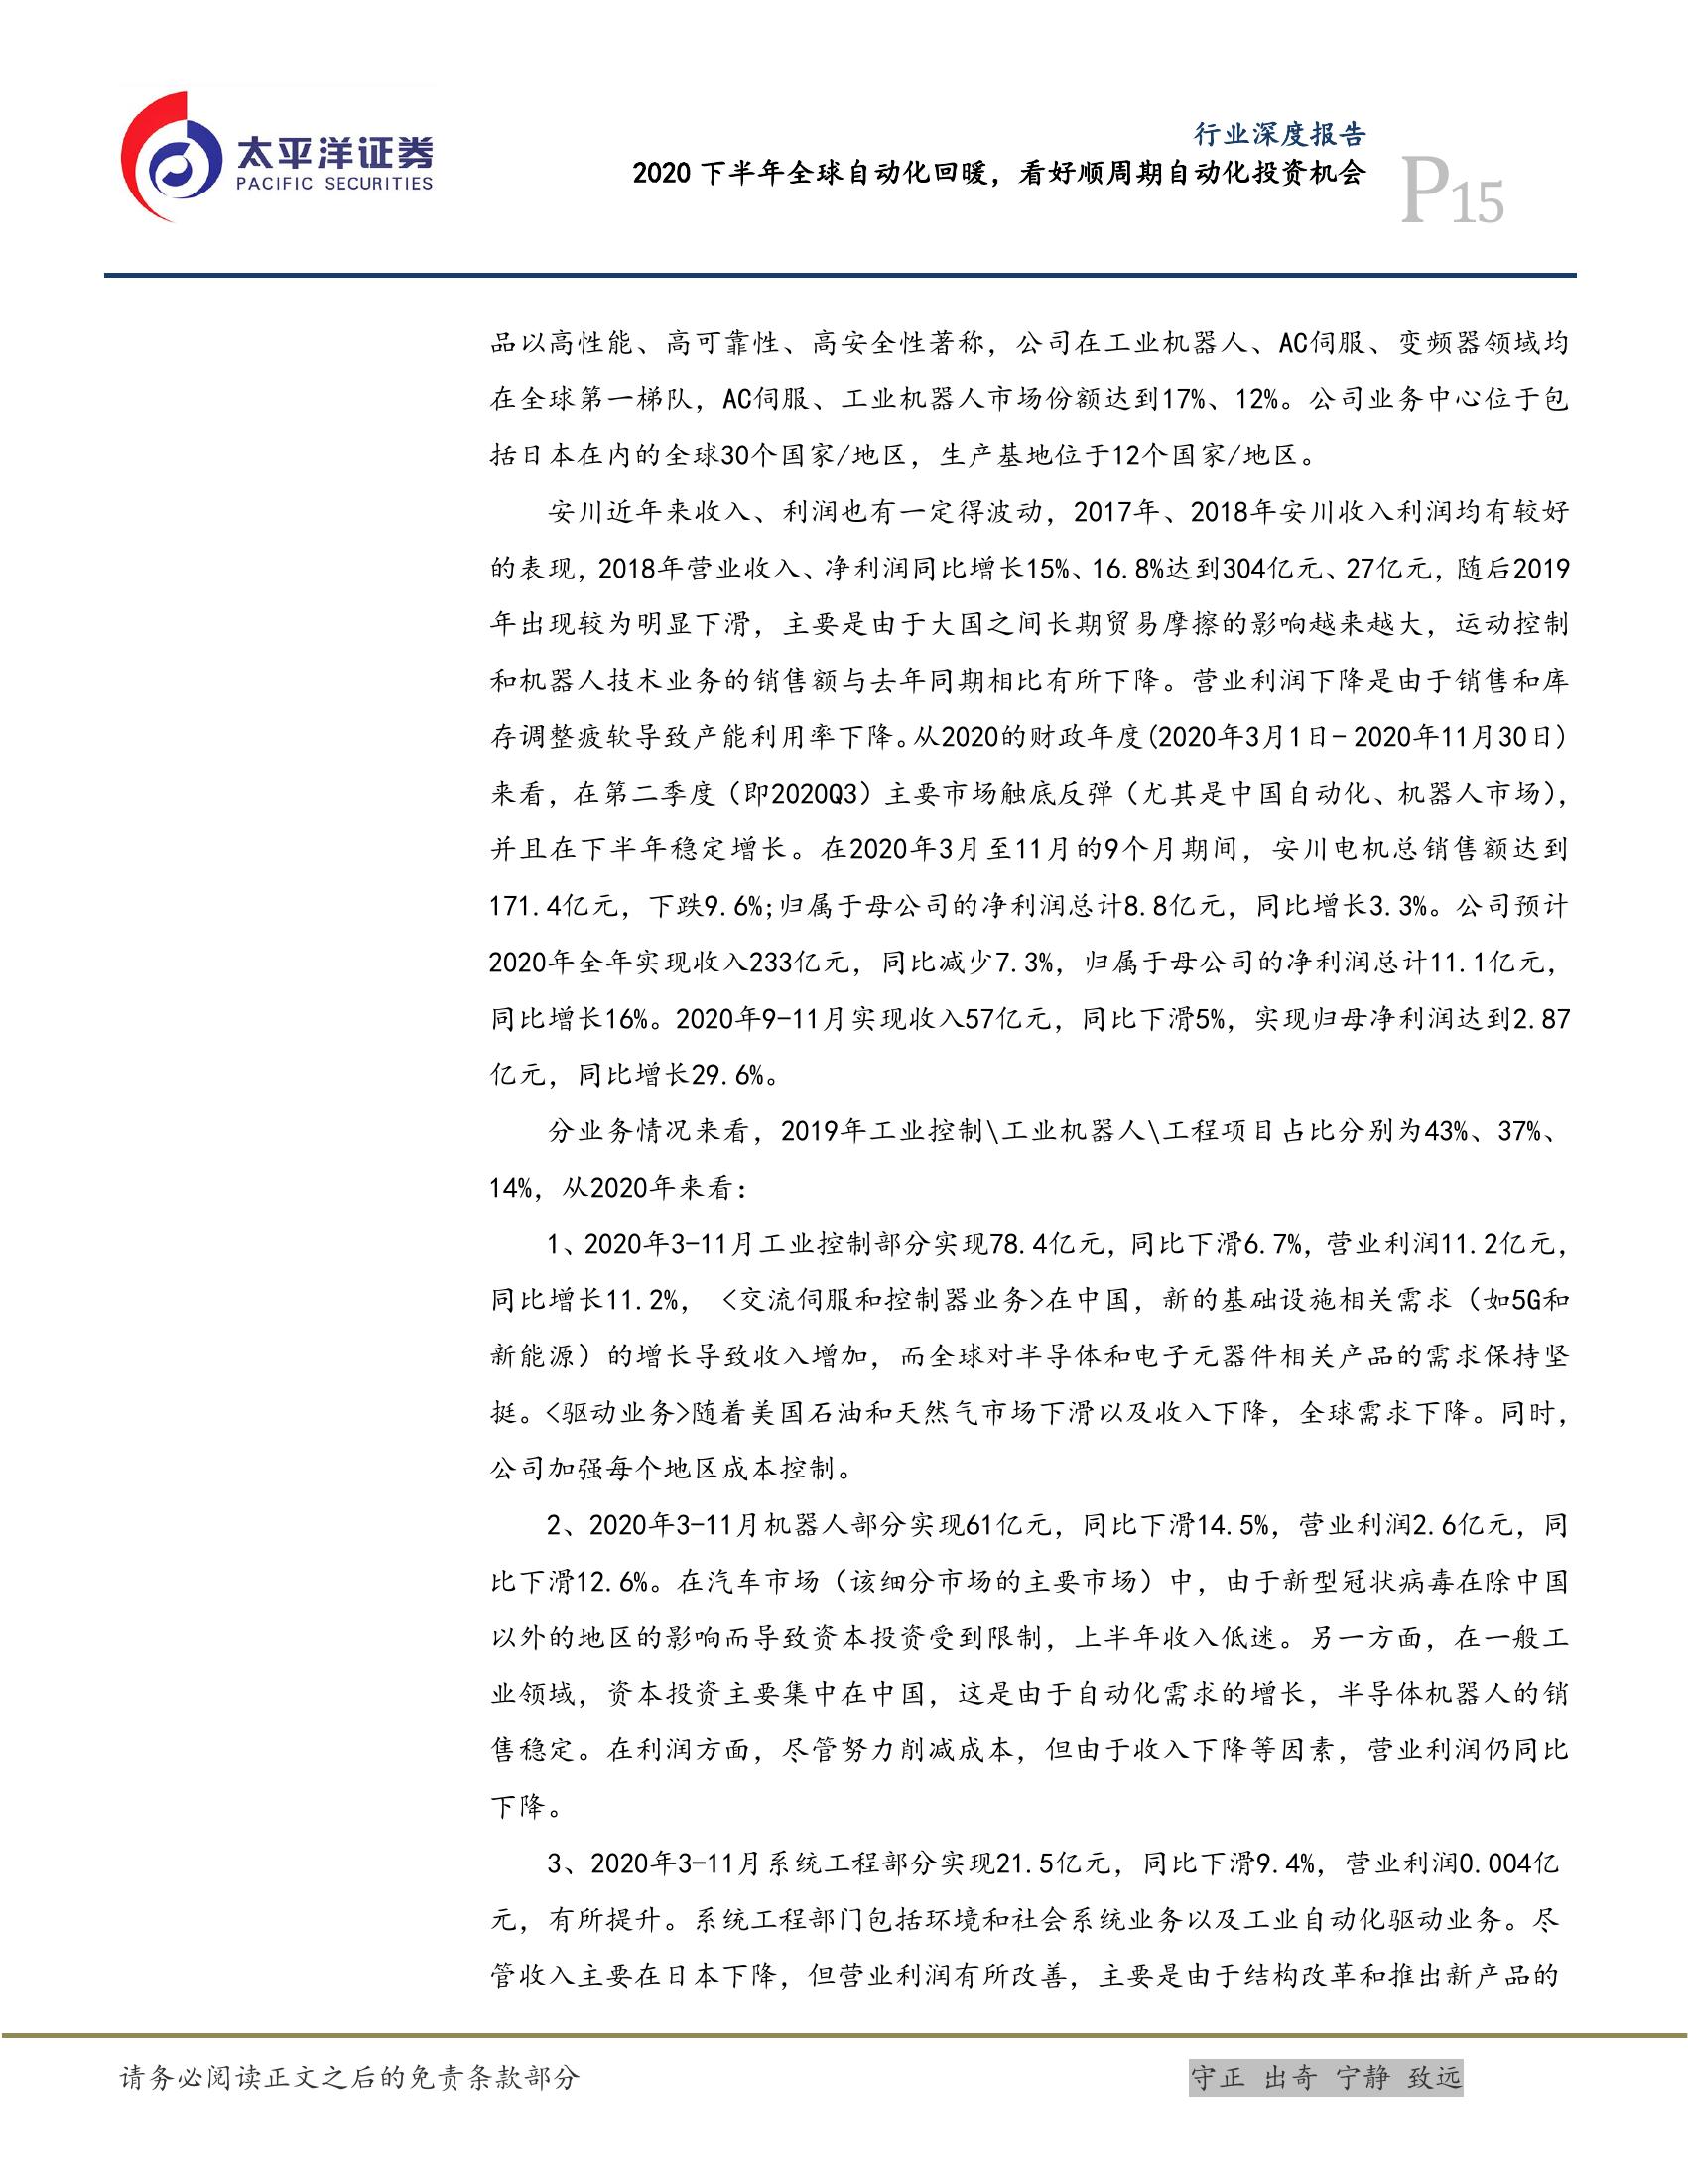 太平洋证券
PACIFIC SECURITIES
行业深度报告
2020 下半年全球自动化回暖，看好顺周期自动化投资机会
P15
品以高性能、高可靠性、高安全性著称，公司在工业机器人、AC伺服、变频器领域均
在全球第一梯队，AC伺服、工业机器人市场份额达到17%、12%。公司业务中心位于包
括日本在内的全球30个国家/地区，生产基地位于12个国家/地区。
安川近年来收入、利润也有一定得波动，2017年、2018年安川收入利润均有较好
的表现，2018年营业收入、净利润同比增长15%、16.8%达到304亿元、27亿元，随后2019
年出现较为明显下滑，主要是由于大国之间长期贸易摩擦的影响越来越大，运动控制
和机器人技术业务的销售额与去年同期相比有所下降。营业利润下降是由于销售和库
存调整疲软导致产能利用率下降。从2020的财政年度(2020年3月1日- 2020年11月30日)
来看，在第二季度（即2020Q3）主要市场触底反弹（尤其是中国自动化、机器人市场），
并且在下半年稳定增长。在2020年3月至11月的9个月期间，安川电机总销售额达到
171.4亿元，下跌9.6%;归属于母公司的净利润总计8.8亿元，同比增长3.3%。公司预计
2020年全年实现收入233亿元，同比减少7.3%，归属于母公司的净利润总计11.1亿元，
同比增长16%。2020年9-11月实现收入57亿元，同比下滑5%，实现归母净利润达到2.87
亿元，同比增长29.6%。
分业务情况来看，2019年工业控制\工业机器人\工程项目占比分别为43%、37%、
14%，从2020年来看：
1、2020年3-11月工业控制部分实现78.4亿元，同比下滑6.7%，营业利润11.2亿元，
同比增长11.2%， <交流伺服和控制器业务>在中国，新的基础设施相关需求（如5G和
新能源）的增长导致收入增加，而全球对半导体和电子元器件相关产品的需求保持坚
挺。<驱动业务>随着美国石油和天然气市场下滑以及收入下降，全球需求下降。同时，
公司加强每个地区成本控制。
2、2020年3-11月机器人部分实现61亿元，同比下滑14.5%，营业利润2.6亿元，同
比下滑12.6%。在汽车市场（该细分市场的主要市场）中，由于新型冠状病毒在除中国
以外的地区的影响而导致资本投资受到限制，上半年收入低迷。另一方面，在一般工
业领域，资本投资主要集中在中国，这是由于自动化需求的增长，半导体机器人的销
售稳定。在利润方面，尽管努力削减成本，但由于收入下降等因素，营业利润仍同比
下降。
3、2020年3-11月系统工程部分实现21.5亿元，同比下滑9.4%，营业利润0.004亿
元，有所提升。系统工程部门包括环境和社会系统业务以及工业自动化驱动业务。尽
管收入主要在日本下降，但营业利润有所改善，主要是由于结构改革和推出新产品的
请务必阅读正文之后的免责条款部分
守正 出奇 宁静 致远